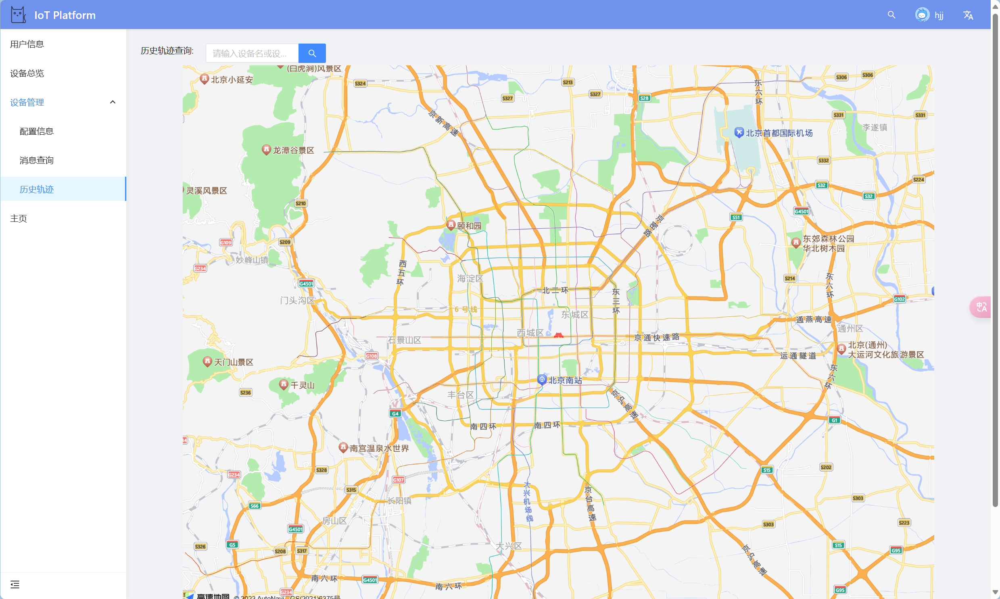 IoT Platform
hjj
用户信息
设备总览
设备管理
配置信息
消息查询
历史轨迹
主页
历史轨迹查询:
请输入设备名或设...
(白虎涧)风景区
北京小延安
S324
S213
S306
S306
东六环
S327
S327
S28
京新高速
S331
S331
李遂镇
北京首都国际机场
龙潭谷景区
S332
灵溪风景区
S224
S32
S32
S210
G4501
S51
京密路
颐和园
东郊森林公园
华北树木园
G109
S209
妙峰山镇
G234
西五环
海淀区
S214
东六环
G4501
北二环
东三环
门头沟区
G102
6号线
东城区
通燕高速
通州区
西城区
石景山区
京通快速路
北京(通州)
大运河文化旅游景区
G108
运通隧道
天门山景区
东六环
千灵山
北京南站
S236
丰台区
京沪高速
G4
G1
南四环
南四环
南宫温泉水世界
S202
S328
S15
G234
G107
大兴机场线
京台高速
S315
长阳镇
S303
S66
房山区
S223
S303
G4501
G5
S326
S208
S317
大兴区
S15
G95
京沪高速
南六环
G4501
南六环
G95
G234
高德地图 © 2023 AutoNavi - GS(2021)6375号